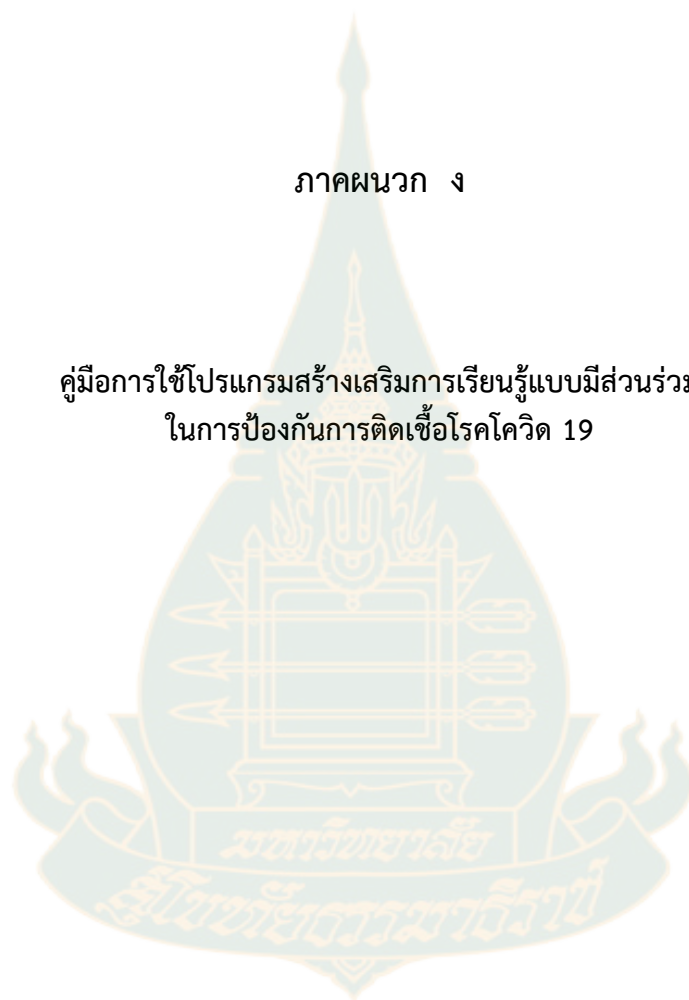 ภาคผนวก ง
คู่มือการใช้โปรแกรมสร้างเสริมการเรียนรู้แบบมีส่วนร่วม
ในการป้องกันการติดเชื้อโรคโควิด 19
มหาวิทยาลัย
สุโขทัยธรรมาธิราช